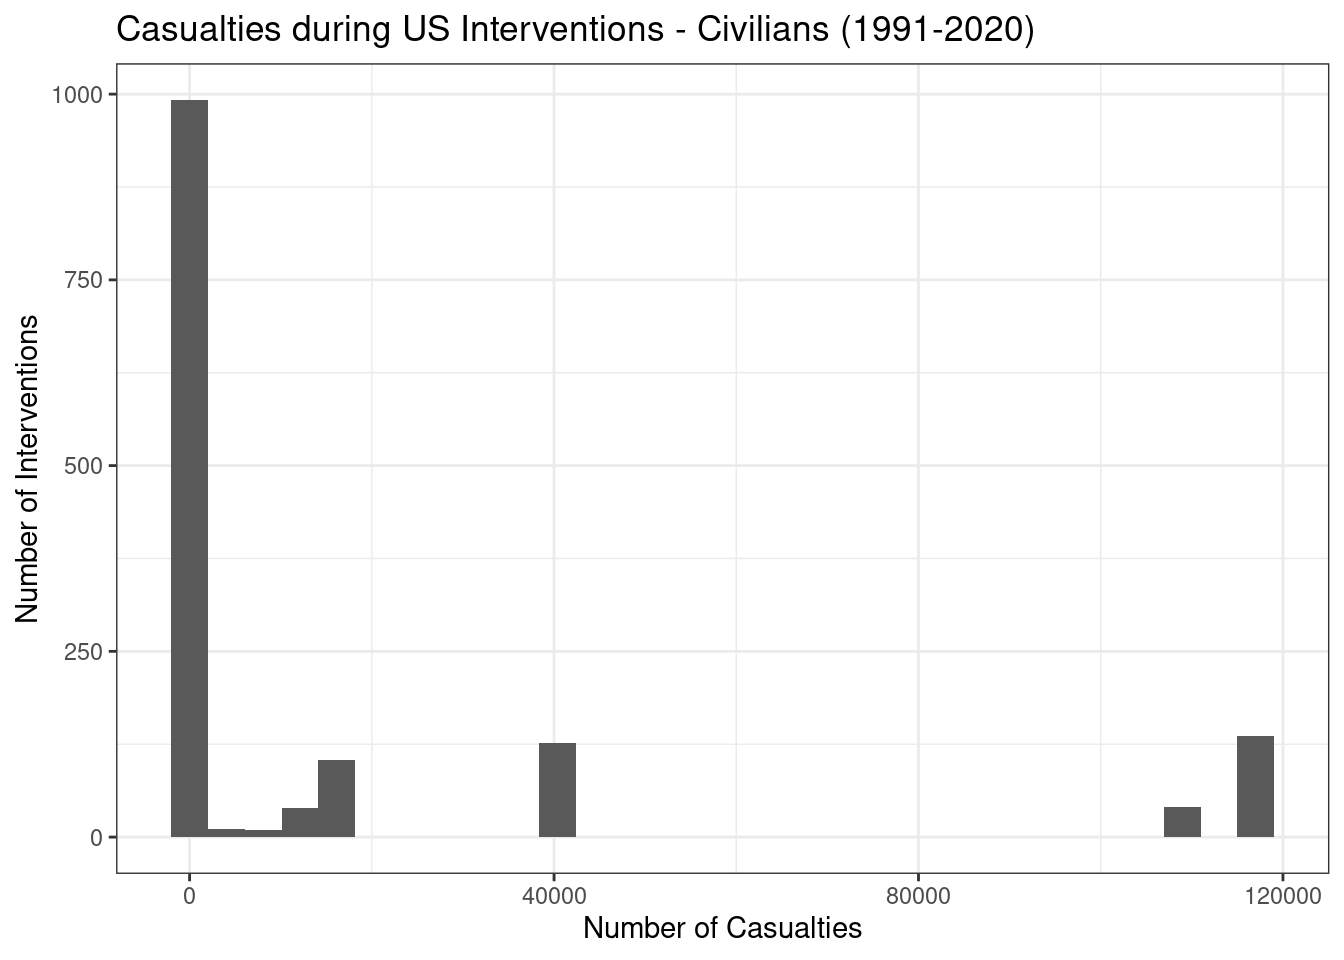 Casualties during US Interventions - Civilians (1991-2020)
1000
750
500
250
0
Number of Interventions
0 40000 80000 120000
Number of Casualties